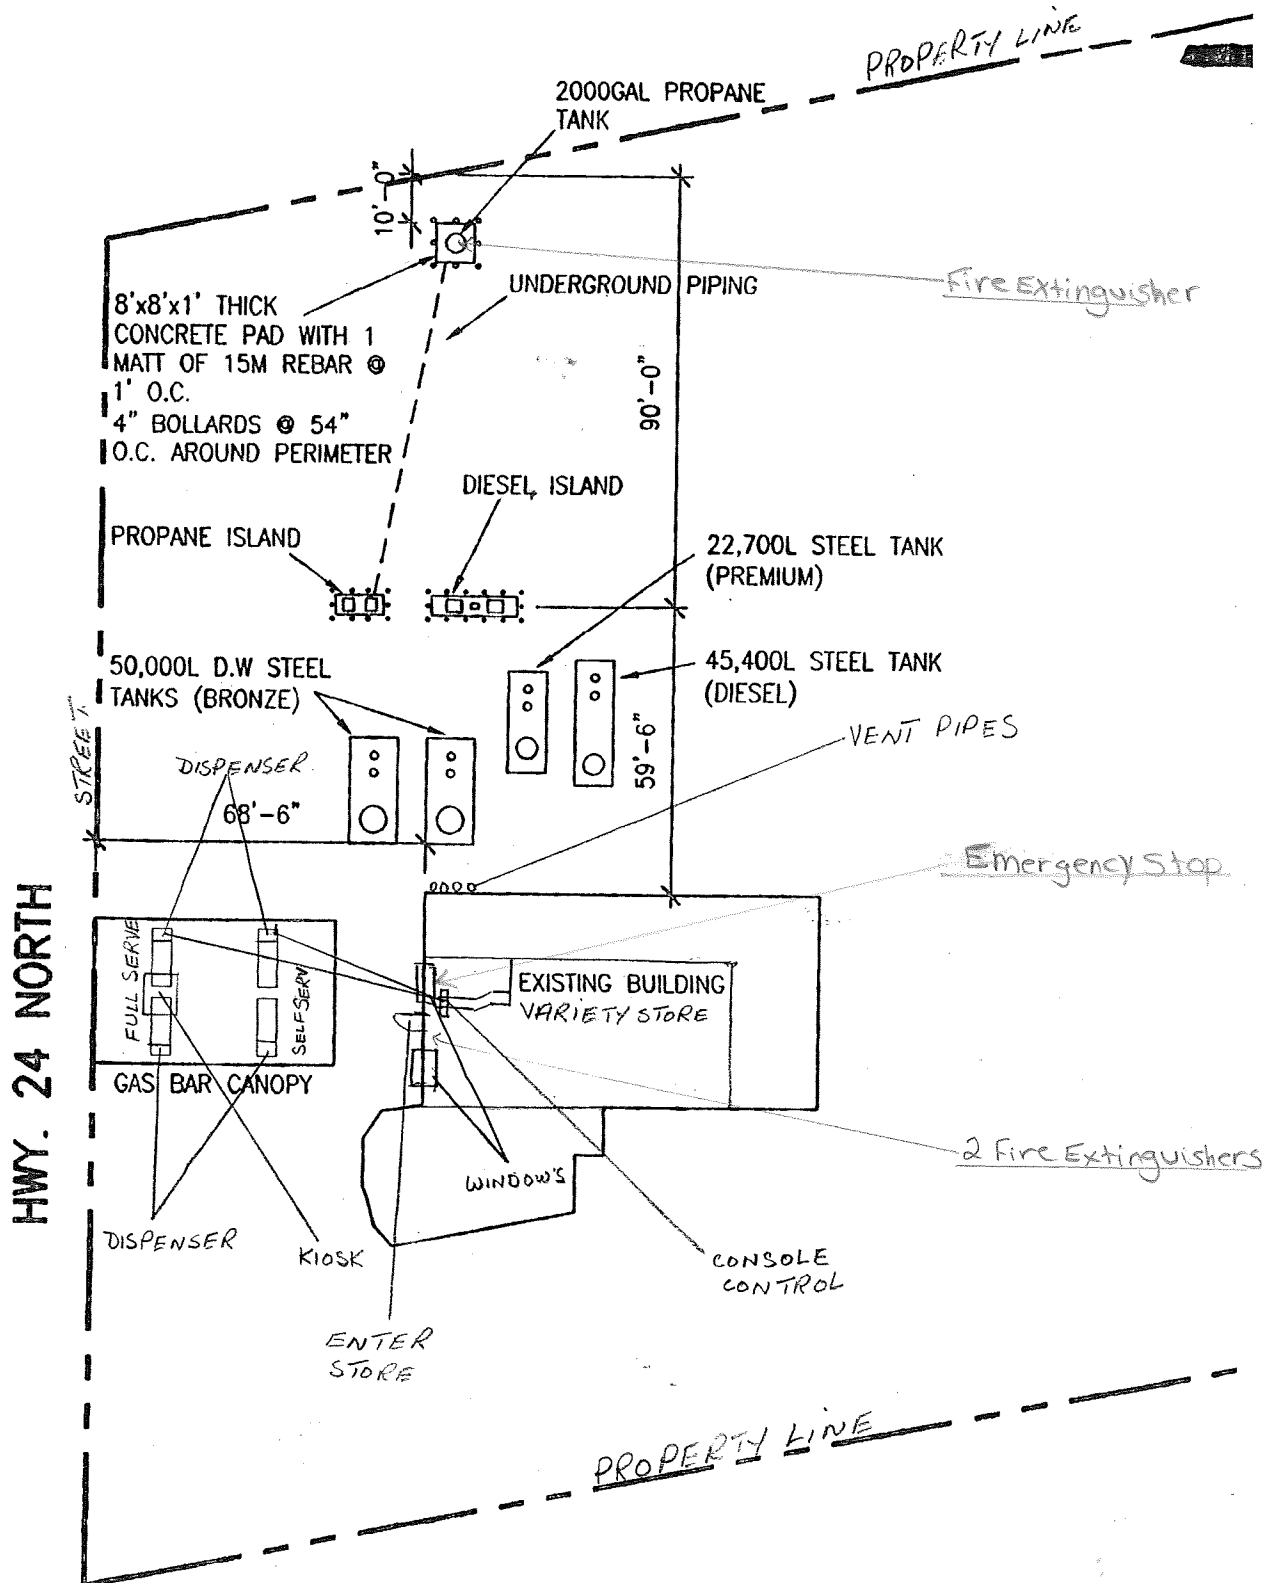 PROPERTY LINE
2000GAL PROPANE
TANK
10'-0"
Fire Extinguisher
UNDERGROUND PIPING
8'x8'x1' THICK
CONCRETE PAD WITH 1
MATT OF 15M REBAR @
1' O.C.
4" BOLLARDS @ 54"
O.C. AROUND PERIMETER
90'-0"
DIESEL ISLAND
PROPANE ISLAND
22,700L STEEL TANK
(PREMIUM)
50,000L D.W STEEL
TANKS (BRONZE)
45,400L STEEL TANK
(DIESEL)
STREET
59'-6"
VENT PIPES
DISPENSER
68'-6"
Emergency Stop
HWY. 24 NORTH
FULL SERVE
SELF SERV
EXISTING BUILDING
VARIETY STORE
GAS BAR CANOPY
2 Fire Extinguishers
WINDOW'S
DISPENSER
KIOSK
CONSOLE
CONTROL
ENTER
STORE
PROPERTY LINE